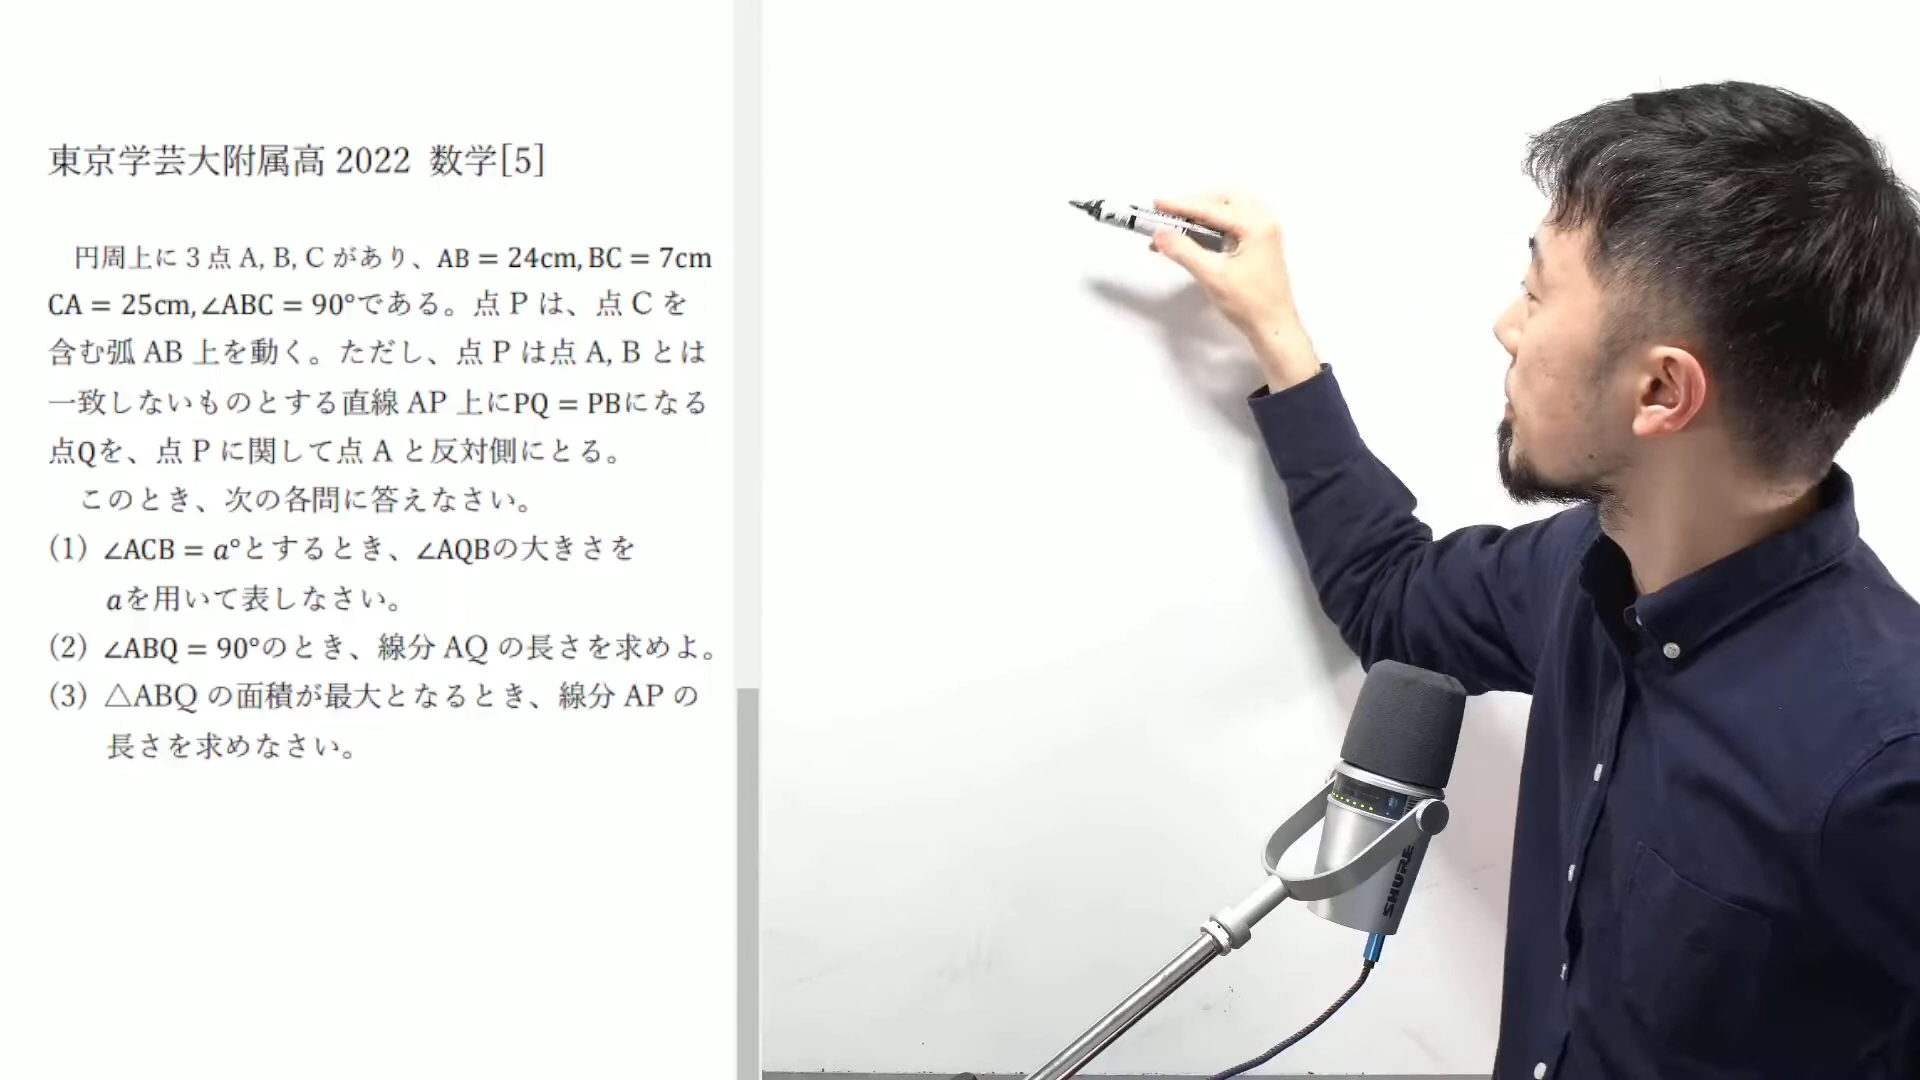 東京学芸大附属高 2022 数学[5]
円周上に 3 点 A, B, C があり、AB = 24cm, BC = 7cm
CA = 25cm, ∠ABC = 90°である。点 P は、点 C を
含む弧 AB 上を動く。ただし、点 P は点 A, B とは
一致しないものとする直線 AP 上にPQ = PBになる
点Qを、点 P に関して点 A と反対側にとる。
このとき、次の各問に答えなさい。
(1) ∠ACB = a°とするとき、∠AQBの大きさを
aを用いて表しなさい。
(2) ∠ABQ = 90°のとき、線分 AQ の長さを求めよ。
(3) △ABQ の面積が最大となるとき、線分 AP の
長さを求めなさい。
SHURE